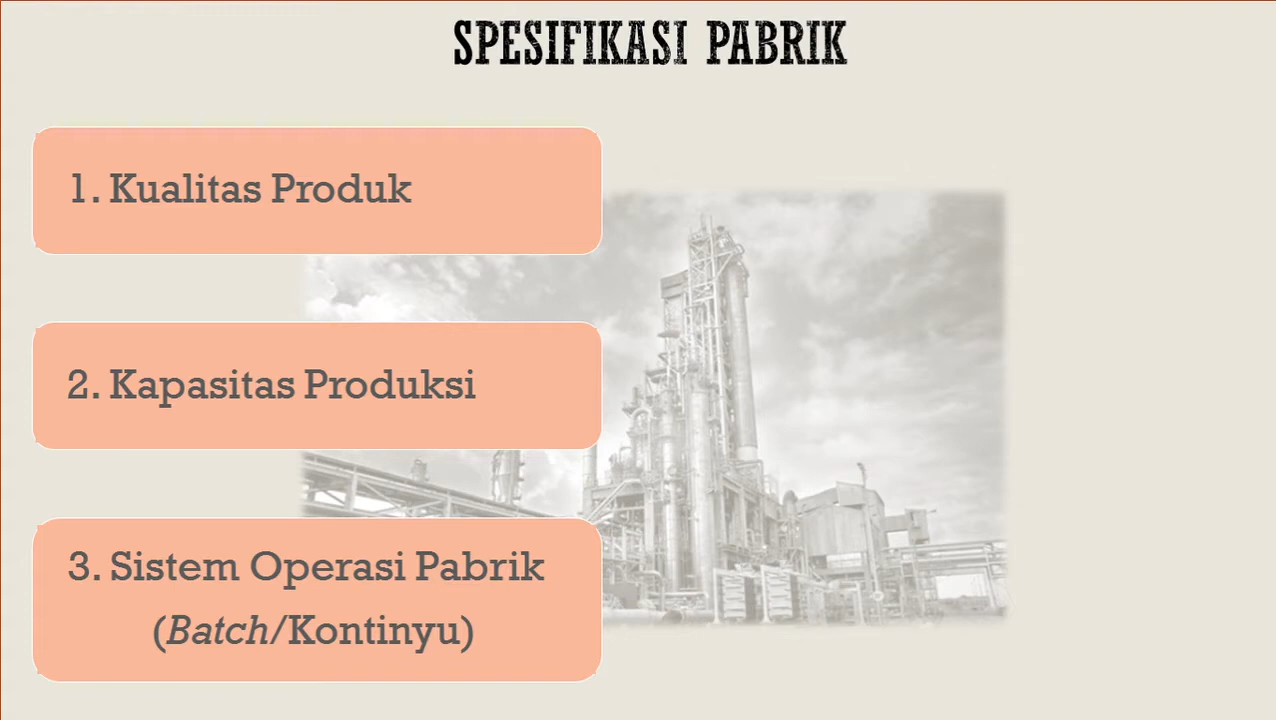 SPESIFIKASI PABRIK
1. Kualitas Produk
2. Kapasitas Produksi
3. Sistem Operasi Pabrik
(Batch/Kontinyu)